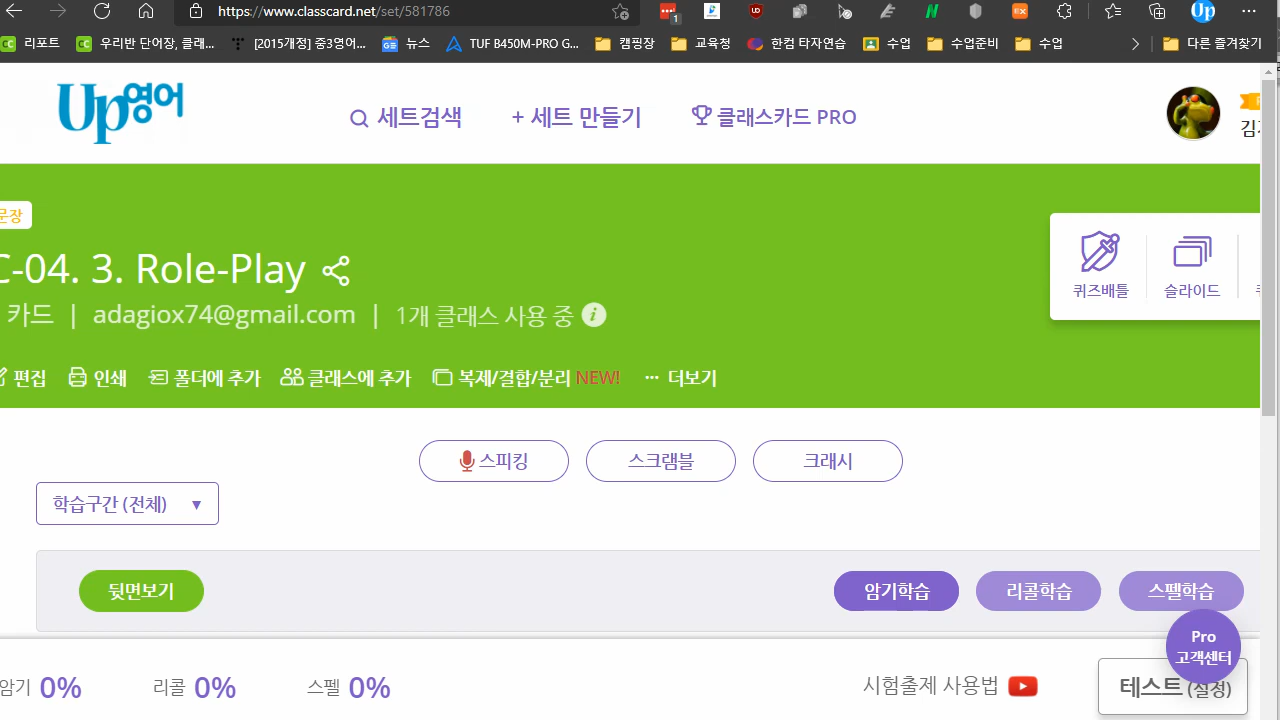 https://www.classcard.net/set/581786
1
Up
리포트
우리반 단어장, 클래...
[2015개정] 중3영어...
뉴스
TUF B450M-PRO G...
캠핑장
교육청
한컴 타자연습
수업
수업준비
수업
다른 즐겨찾기
Up영어
세트검색
+ 세트 만들기
클래스카드 PRO
문장
-04. 3. Role-Play
카드 | adagiox74@gmail.com | 1개 클래스 사용 중
퀴즈배틀
슬라이드
편집
인쇄
폴더에 추가
클래스에 추가
복제/결합/분리 NEW!
더보기
스피킹
스크램블
크래시
학습구간 (전체) ▼
뒷면보기
암기학습
리콜학습
스펠학습
Pro
고객센터
암기 0%
리콜 0%
스펠 0%
시험출제 사용법
테스트 (설정)